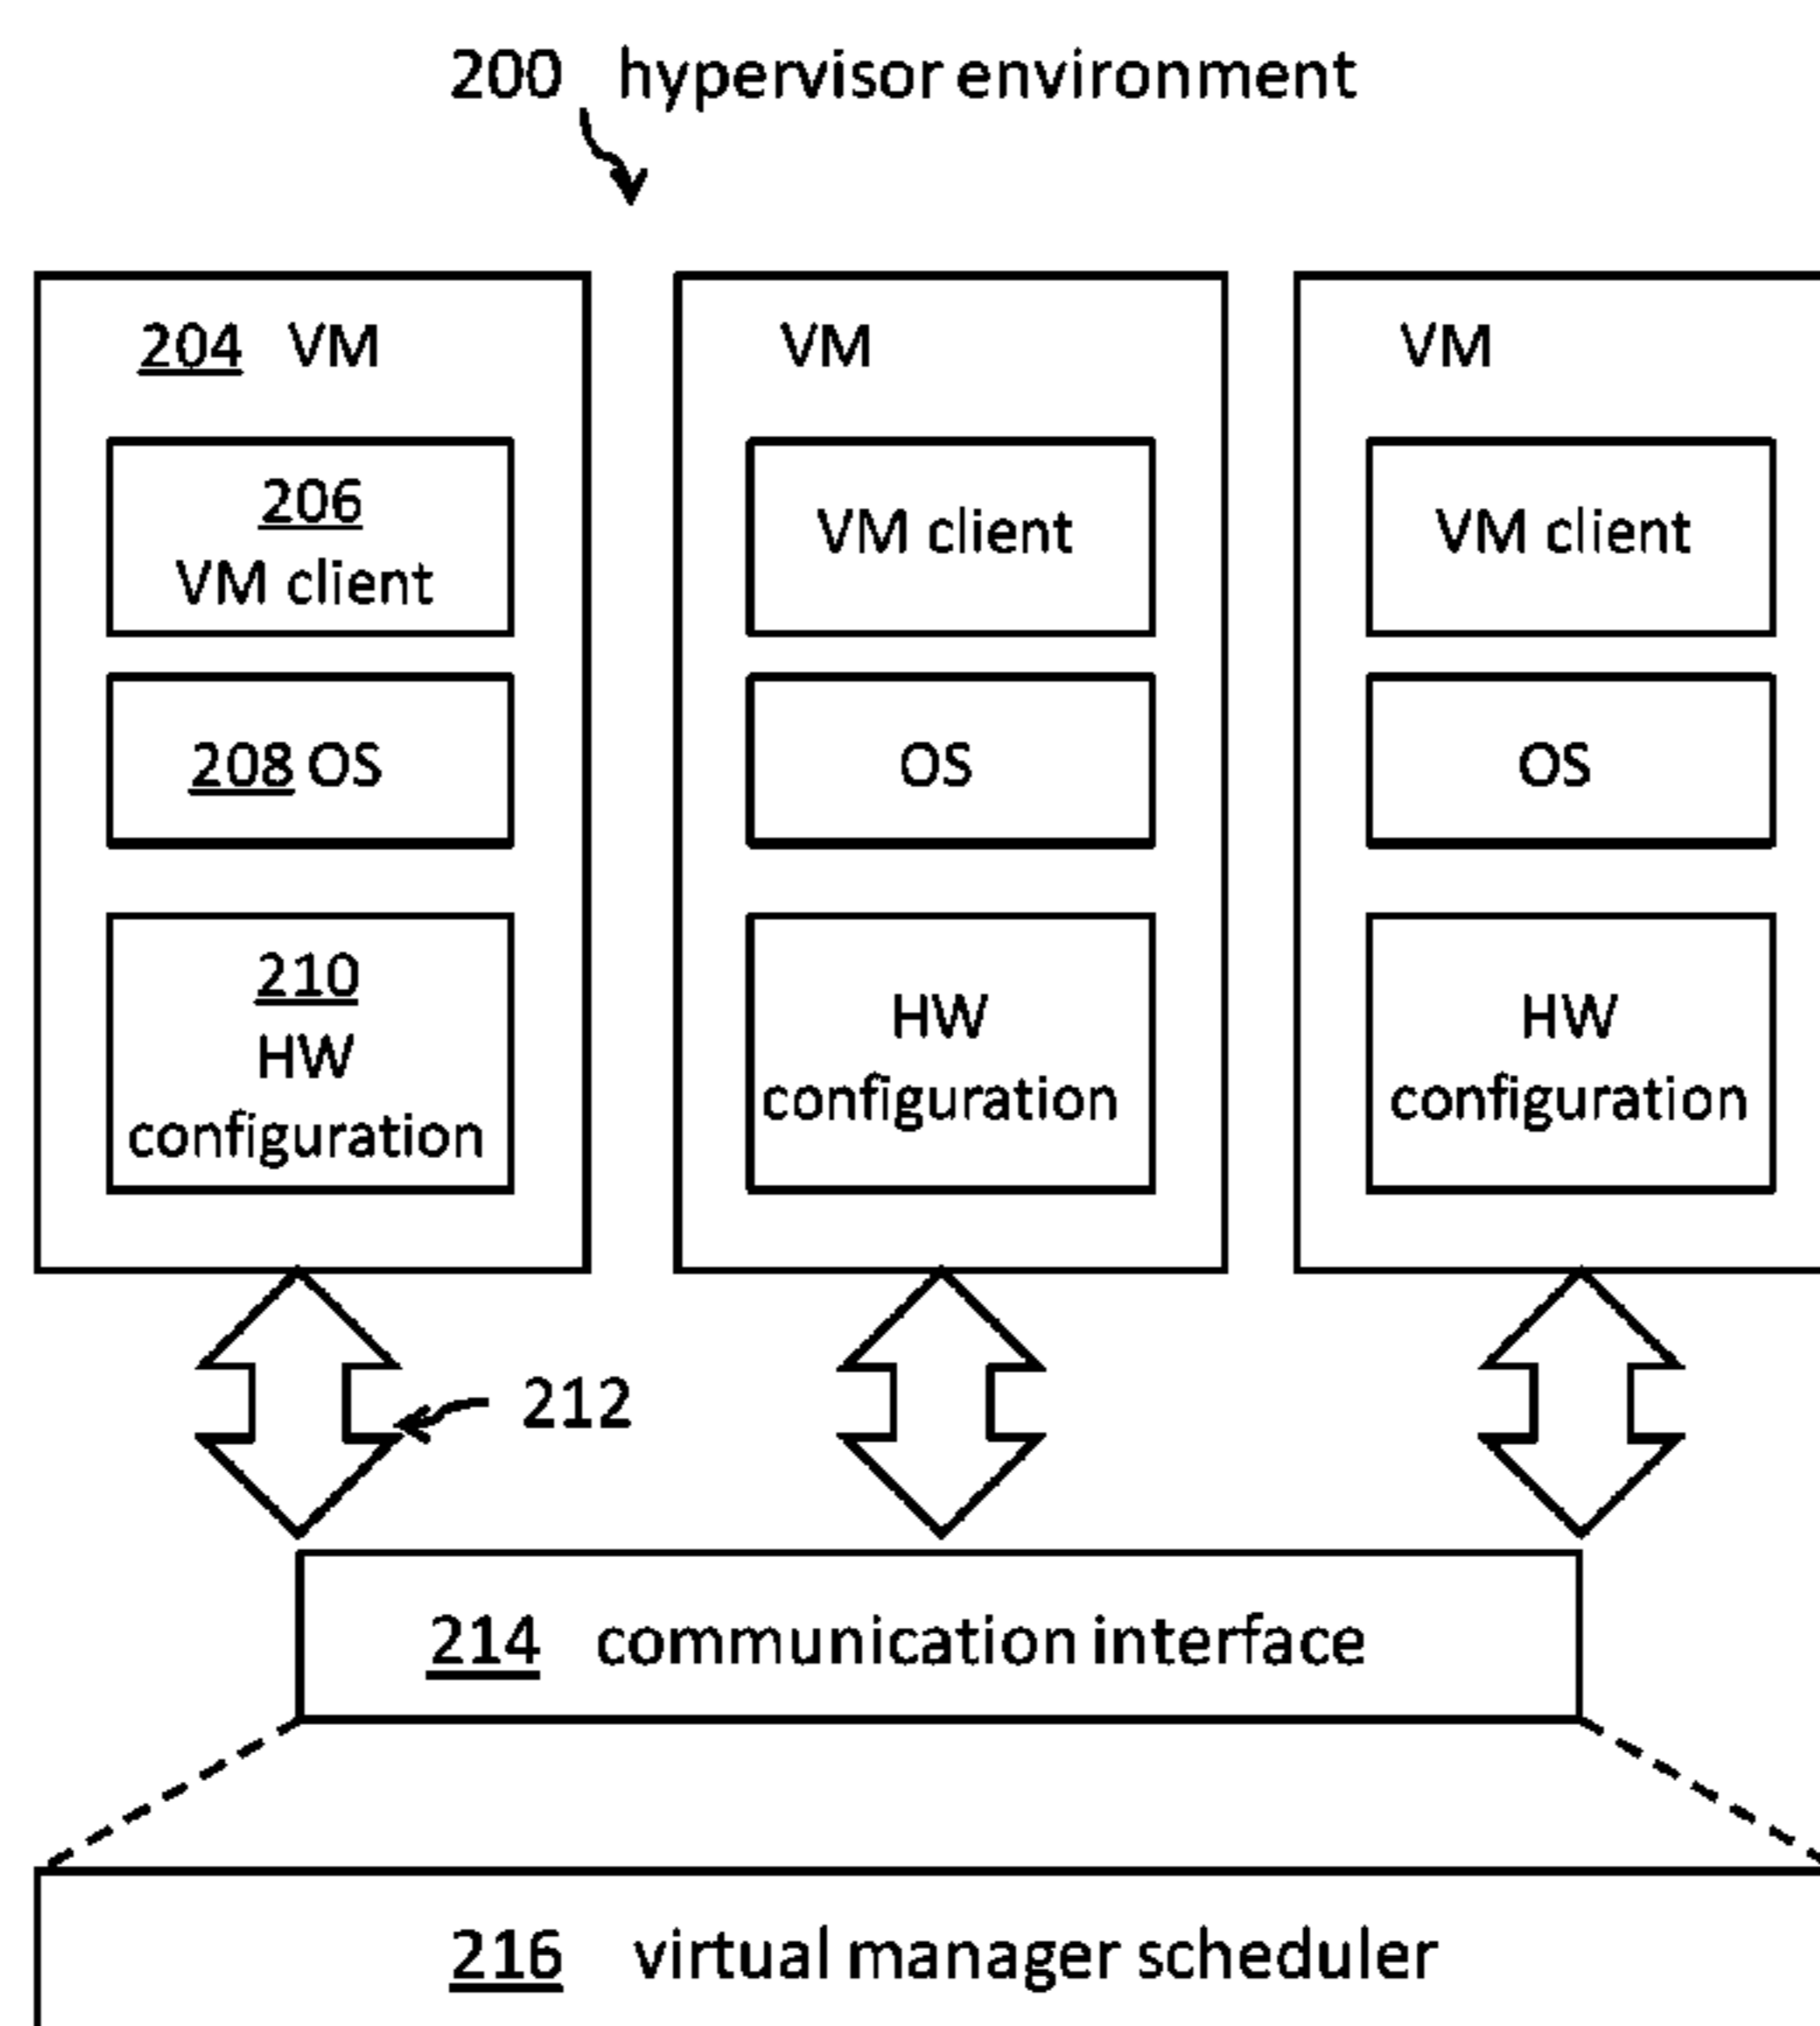 200 hypervisor environment
204 VM
206
VM client
208 OS
210
HW
configuration
VM
VM client
OS
HW
configuration
VM
VM client
OS
HW
configuration
212
214 communication interface
216 virtual manager scheduler